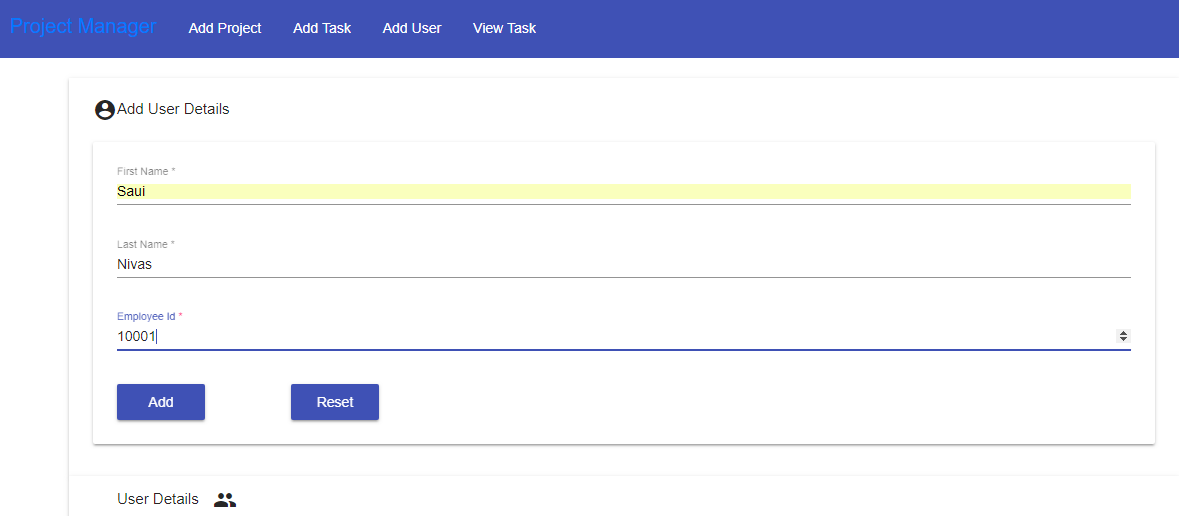 Project Manager Add Project Add Task Add User View Task
Add User Details
First Name *
Saui
Last Name *
Nivas
Employee Id *
10001
Add Reset
User Details